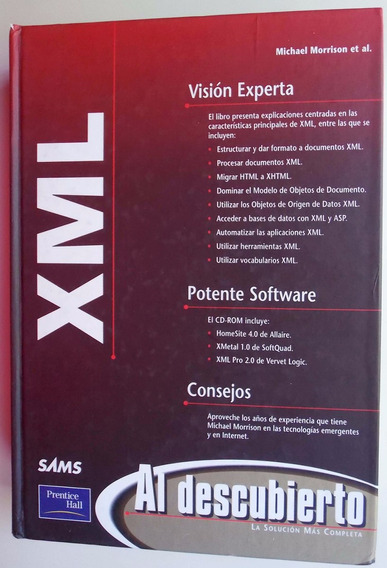 Michael Morrison et al.
XML
Visión Experta
El libro presenta explicaciones centradas en las
características principales de XML, entre las que se
incluyen:
• Estructurar y dar formato a documentos XML.
• Procesar documentos XML.
• Migrar HTML a XHTML.
• Dominar el Modelo de Objetos de Documento.
• Utilizar los Objetos de Origen de Datos XML.
• Acceder a bases de datos con XML y ASP.
• Automatizar las aplicaciones XML.
• Utilizar herramientas XML.
• Utilizar vocabularios XML.
Potente Software
El CD-ROM incluye:
• HomeSite 4.0 de Allaire.
• XMetal 1.0 de SoftQuad.
• XML Pro 2.0 de Vervet Logic.
Consejos
Aproveche los años de experiencia que tiene
Michael Morrison en las tecnologías emergentes
y en Internet.
SAMS
Prentice
Hall
Al descubierto
LA SOLUCIÓN MÁS COMPLETA